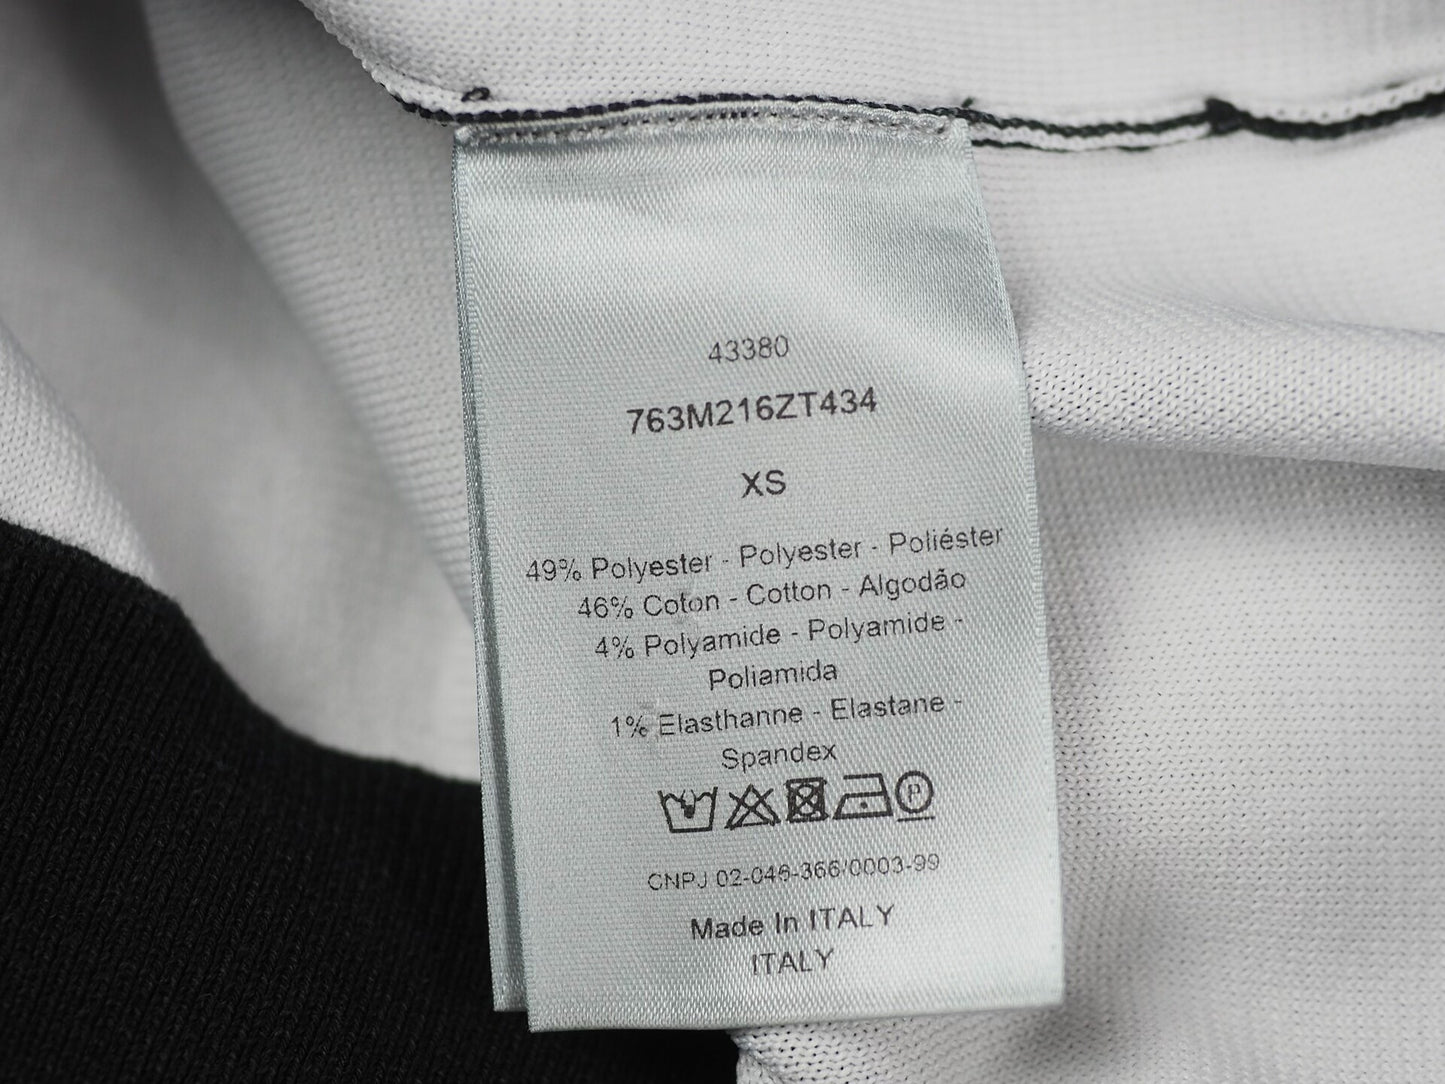 43380
763M216ZT434
XS
49% Polyester - Polyester - Poliéster
46% Coton - Cotton - Algodão
4% Polyamide - Polyamide -
Poliamida
1% Elasthanne - Elastane -
Spandex
P
CNPJ 02-046-366/0003-99
Made In ITALY
ITALY